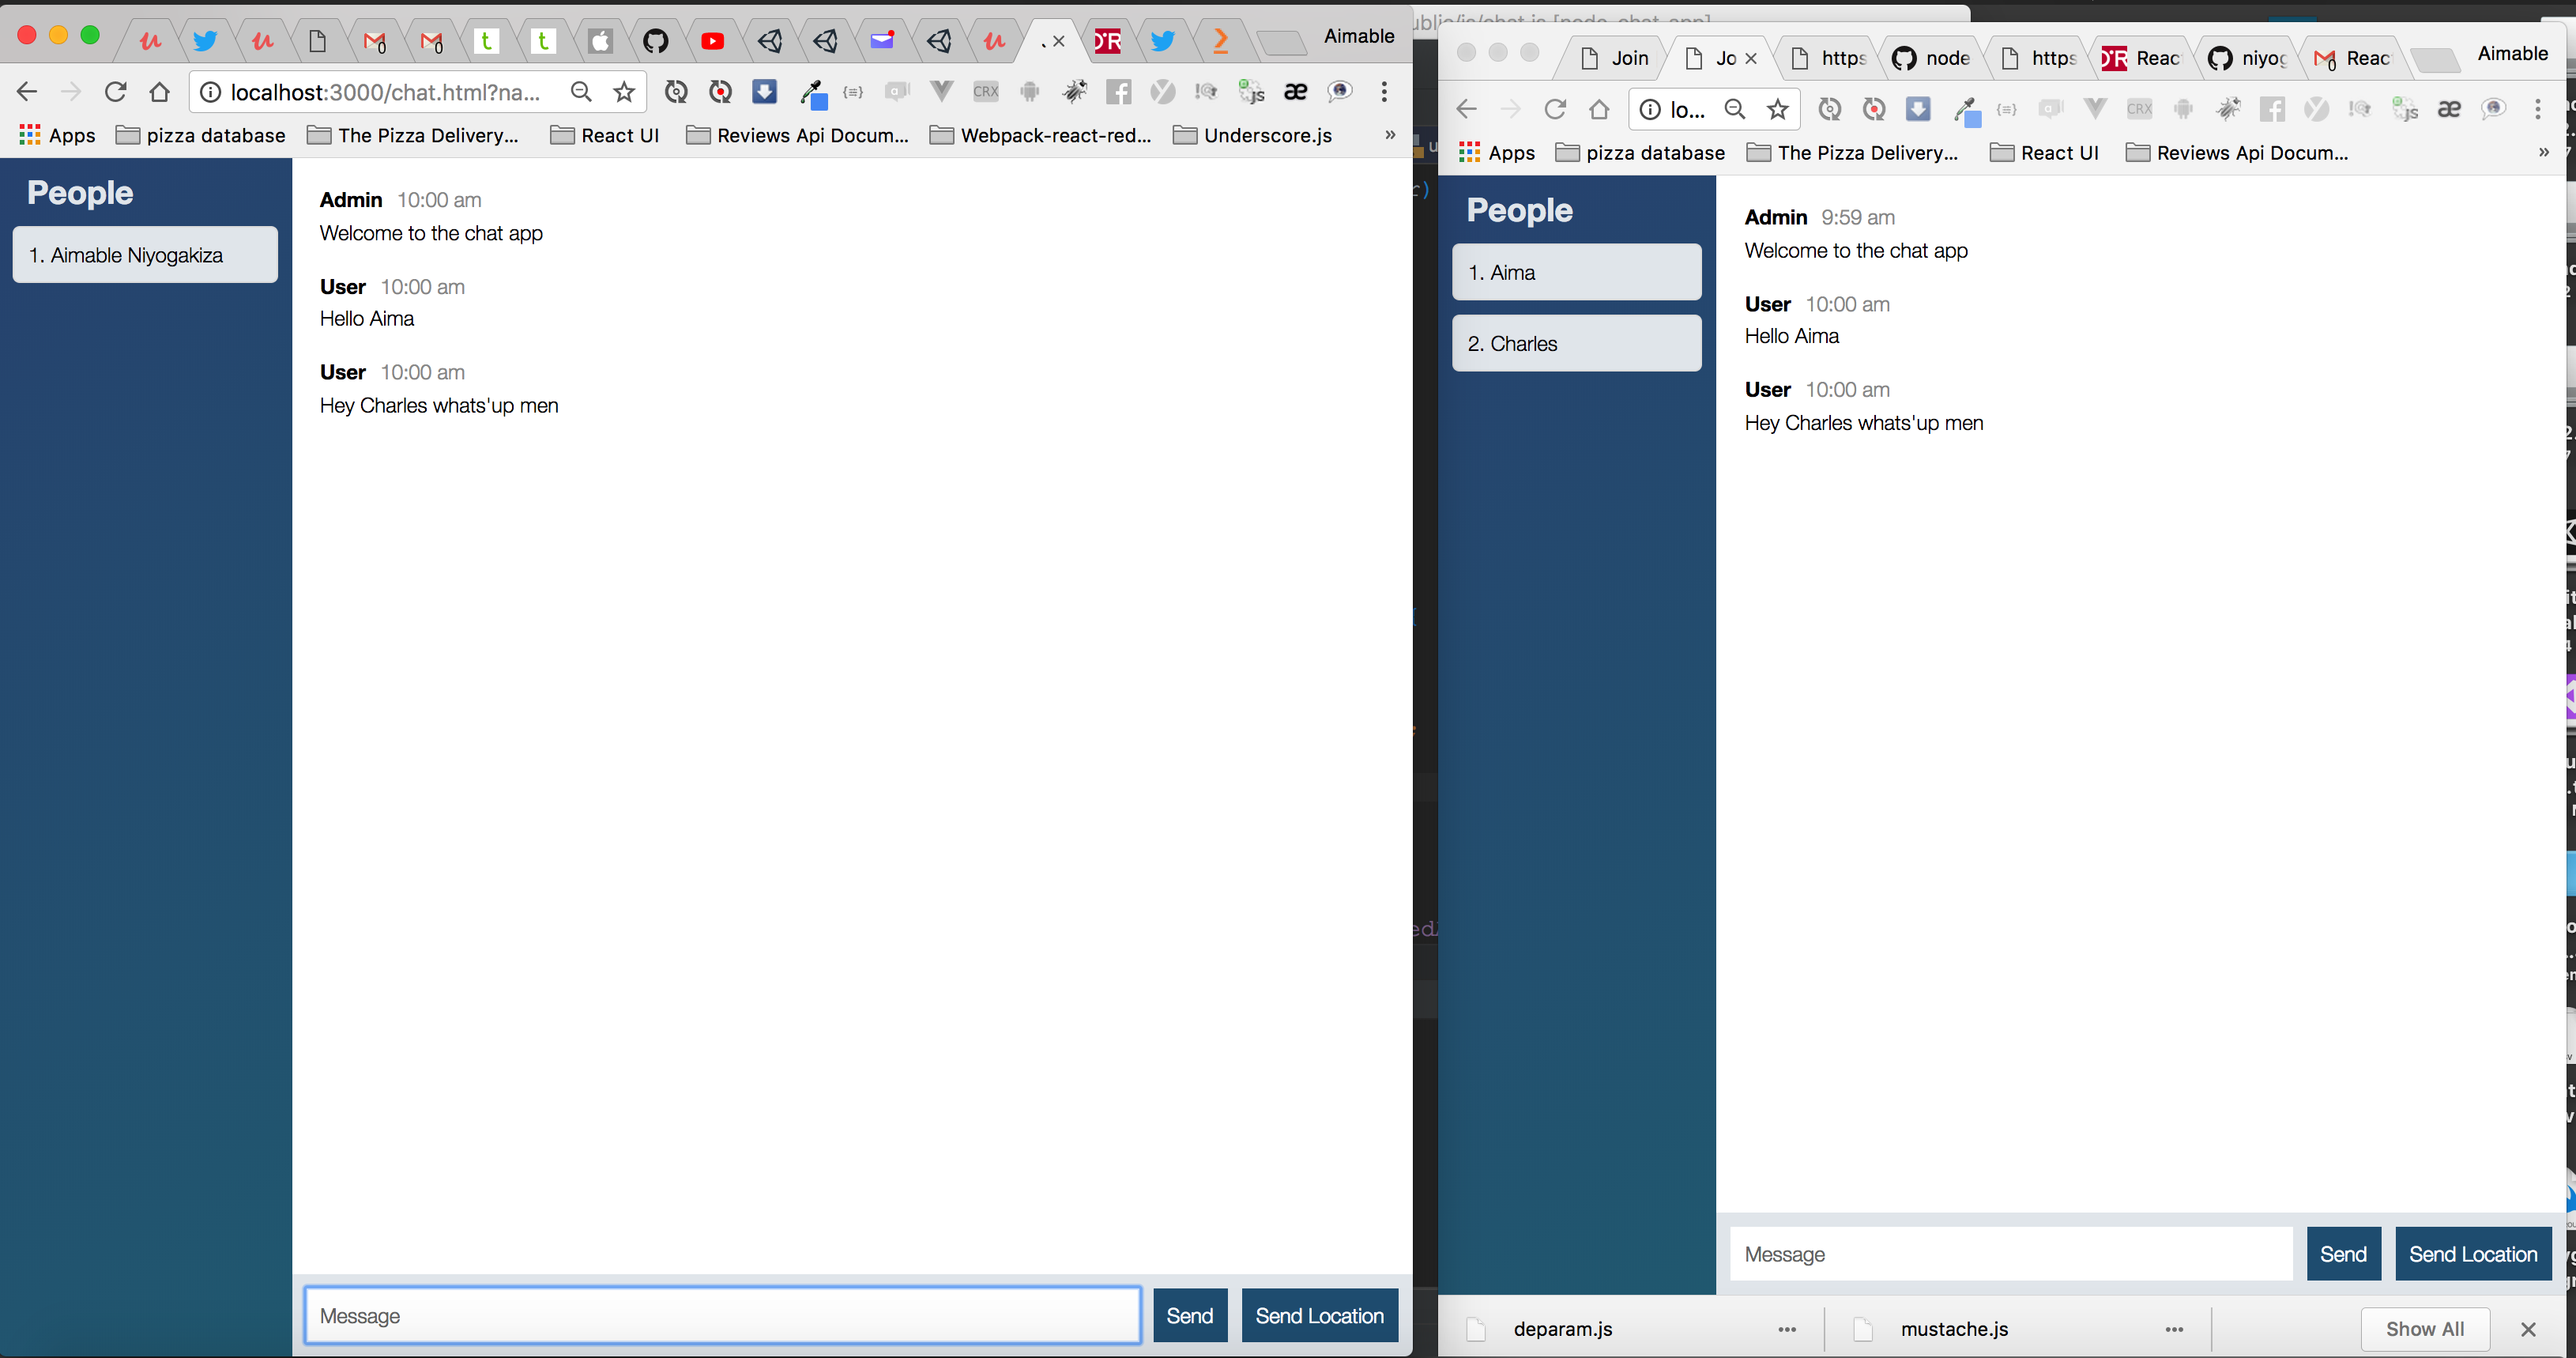 Aimable
localhost:3000/chat.html?na...
CRX
js
æ
Apps
pizza database
The Pizza Delivery...
React UI
Reviews Api Docum...
Webpack-react-red...
Underscore.js
»
People
1. Aimable Niyogakiza
Admin 10:00 am
Welcome to the chat app
User 10:00 am
Hello Aima
User 10:00 am
Hey Charles whats'up men
Message
Send
Send Location
Join
Jo
https
node
https
Reac
niyog
Reac
Aimable
lo...
CRX
js
æ
Apps
pizza database
The Pizza Delivery...
React UI
Reviews Api Docum...
»
People
1. Aima
2. Charles
Admin 9:59 am
Welcome to the chat app
User 10:00 am
Hello Aima
User 10:00 am
Hey Charles whats'up men
Message
Send
Send Location
deparam.js
mustache.js
Show All